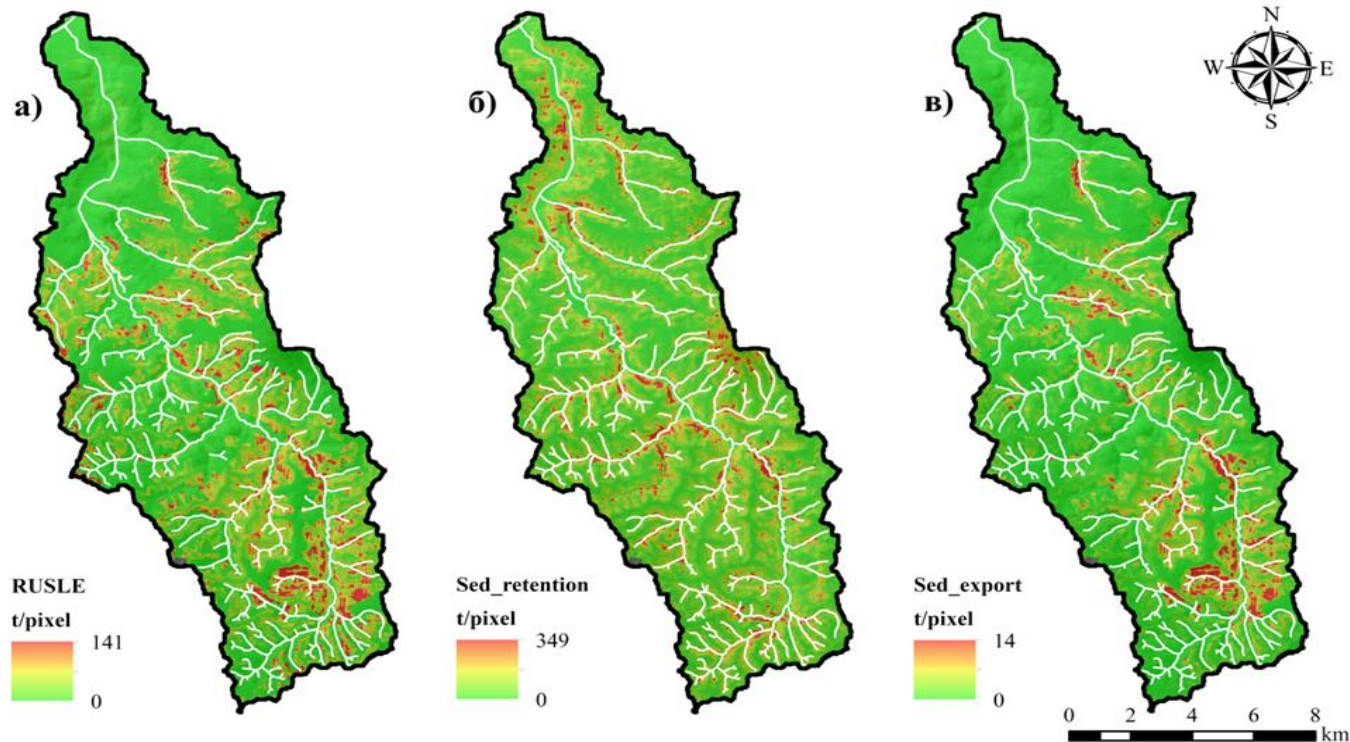 N
W E
S
а)
б)
в)
RUSLE
t/pixel
141
0
Sed_retention
t/pixel
349
0
Sed_export
t/pixel
14
0
0 2 4 6 8
km